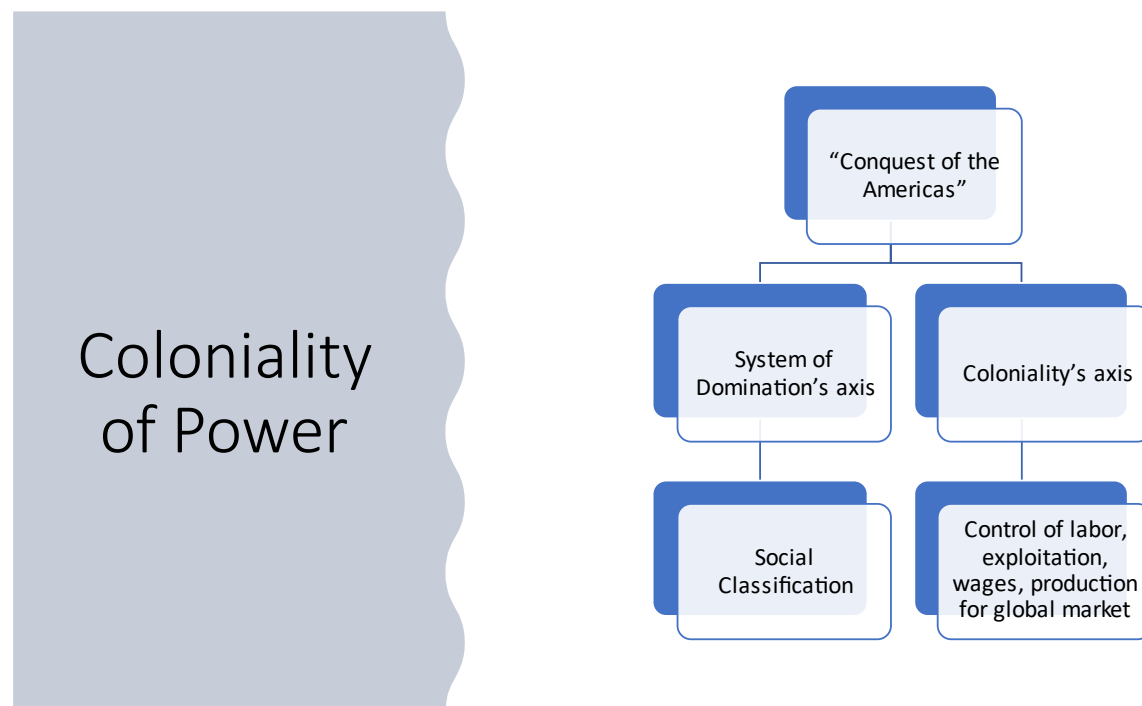 Coloniality
of Power
“Conquest of the
Americas”
System of
Domination’s axis
Coloniality’s axis
Social
Classification
Control of labor,
exploitation,
wages, production
for global market